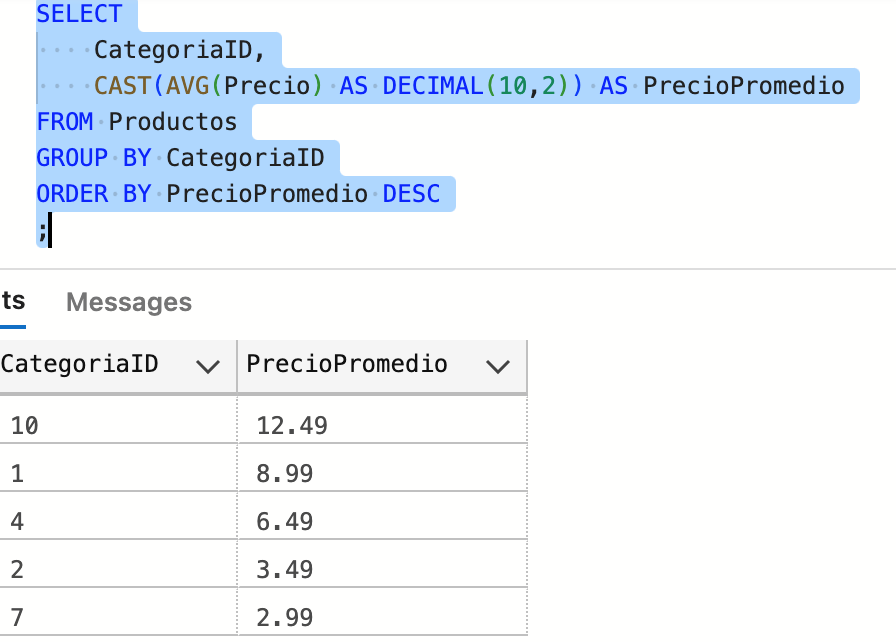 SELECT
CategoriaID,
CAST(AVG(Precio) AS DECIMAL(10,2)) AS PrecioPromedio
FROM Productos
GROUP BY CategoriaID
ORDER BY PrecioPromedio DESC
;
ts Messages
CategoriaID PrecioPromedio
10 12.49
1 8.99
4 6.49
2 3.49
7 2.99